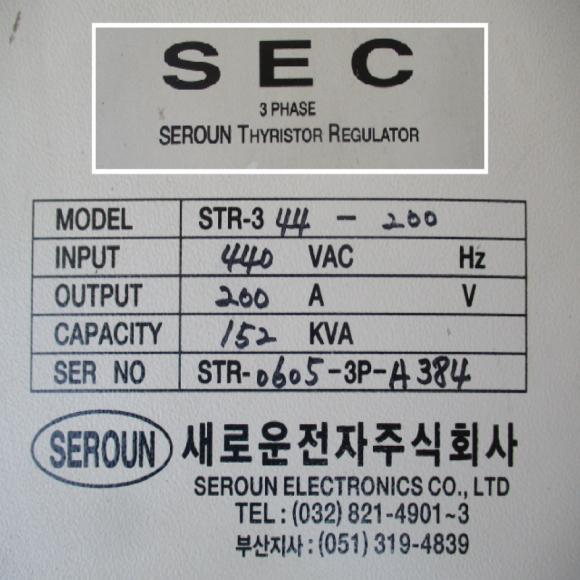 SEC
3 PHASE
SEROUN THYRISTOR REGULATOR
MODEL STR-3 44 - 200
INPUT 440 VAC Hz
OUTPUT 200 A V
CAPACITY 152 KVA
SER NO STR-0605-3P-A384
SEROUN 새로운전자주식회사
SEROUN ELECTRONICS CO., LTD
TEL : (032) 821-4901~3
부산지사 : (051) 319-4839